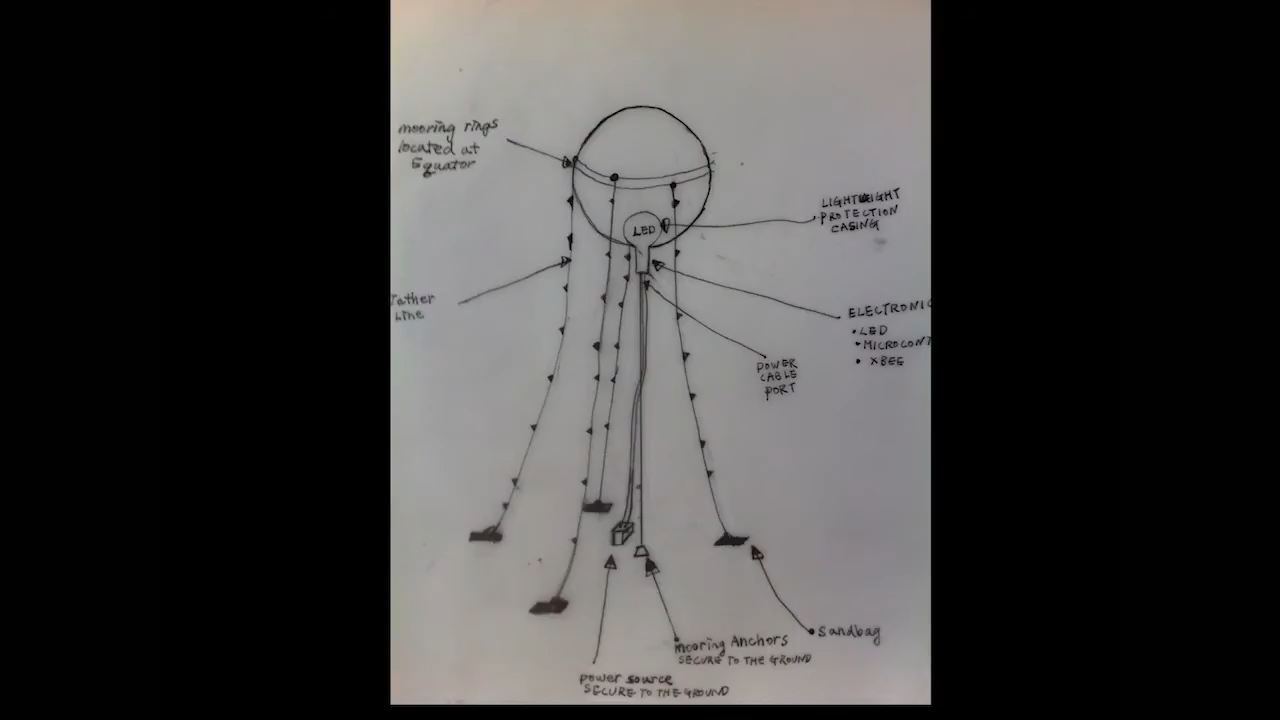 mooring rings
located at
Equator
LIGHTWEIGHT
PROTECTION
CASING
LED
Tether
Line
ELECTRONIC
• LED
• MICROCONT
• XBEE
POWER
CABLE
PORT
sandbag
mooring Anchors
SECURE TO THE GROUND
power source
SECURE TO THE GROUND